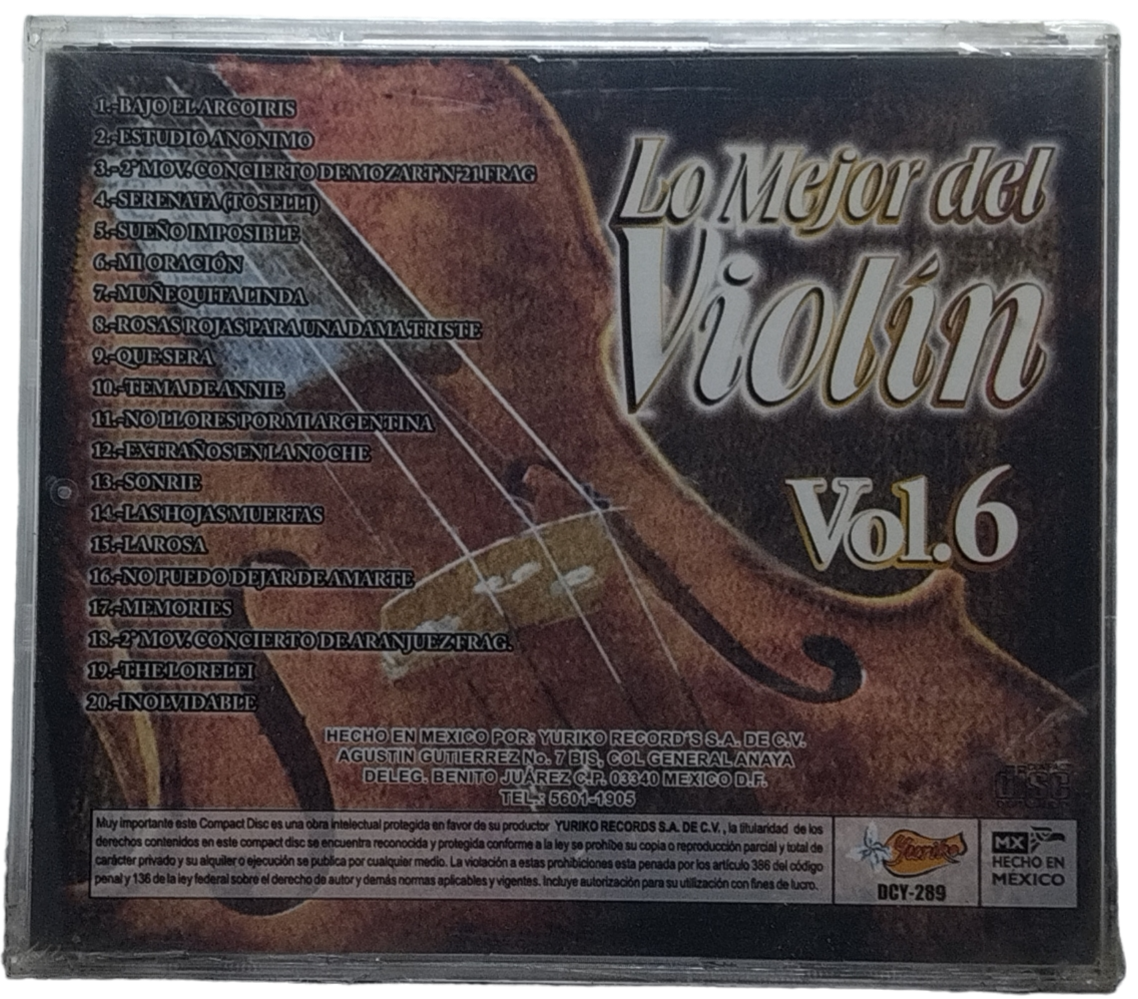 1.-BAJO EL ARCOIRIS
2.-ESTUDIO ANONIMO
3.-2º MOV. CONCIERTO DE MOZART Nº 21 FRAG
4.-SERENATA (TOSELLI)
5.-SUEÑO IMPOSIBLE
6.-MI ORACIÓN
7.-MUÑEQUITA LINDA
8.-ROSAS ROJAS PARA UNA DAMA TRISTE
9.-QUE SERA
10.-TEMA DE ANNIE
11.-NO LLORES POR MI ARGENTINA
12.-EXTRAÑOS EN LA NOCHE
13.-SONRIE
14.-LAS HOJAS MUERTAS
15.-LA ROSA
16.-NO PUEDO DEJAR DE AMARTE
17.-MEMORIES
18.-2º MOV. CONCIERTO DE ARANJUEZ FRAG.
19.-THE LORELEI
20.-INOLVIDABLE
Lo Mejor del
Violín
Vol.6
HECHO EN MEXICO POR: YURIKO RECORD'S S.A. DE C.V.
AGUSTIN GUTIERREZ No. 7 BIS, COL GENERAL ANAYA
DELEG. BENITO JUÁREZ C.P. 03340 MEXICO D.F.
TEL.: 5601-1905
COMPACT
disc
Muy importante este Compact Disc es una obra intelectual protegida en favor de su productor YURIKO RECORDS S.A. DE C.V. , la titularidad de los
derechos contenidos en este compact disc se encuentra reconocida y protegida conforme a la ley se prohíbe su copia o reproducción parcial y total de
carácter privado y su alquiler o ejecución se publica por cualquier medio. La violación a estas prohibiciones esta penada por los artículo 386 del código
penal y 136 de la ley federal sobre el derecho de autor y demás normas aplicables y vigentes. Incluye autorización para su utilización con fines de lucro.
Yuriko
DCY-289
MX
HECHO EN
MÉXICO